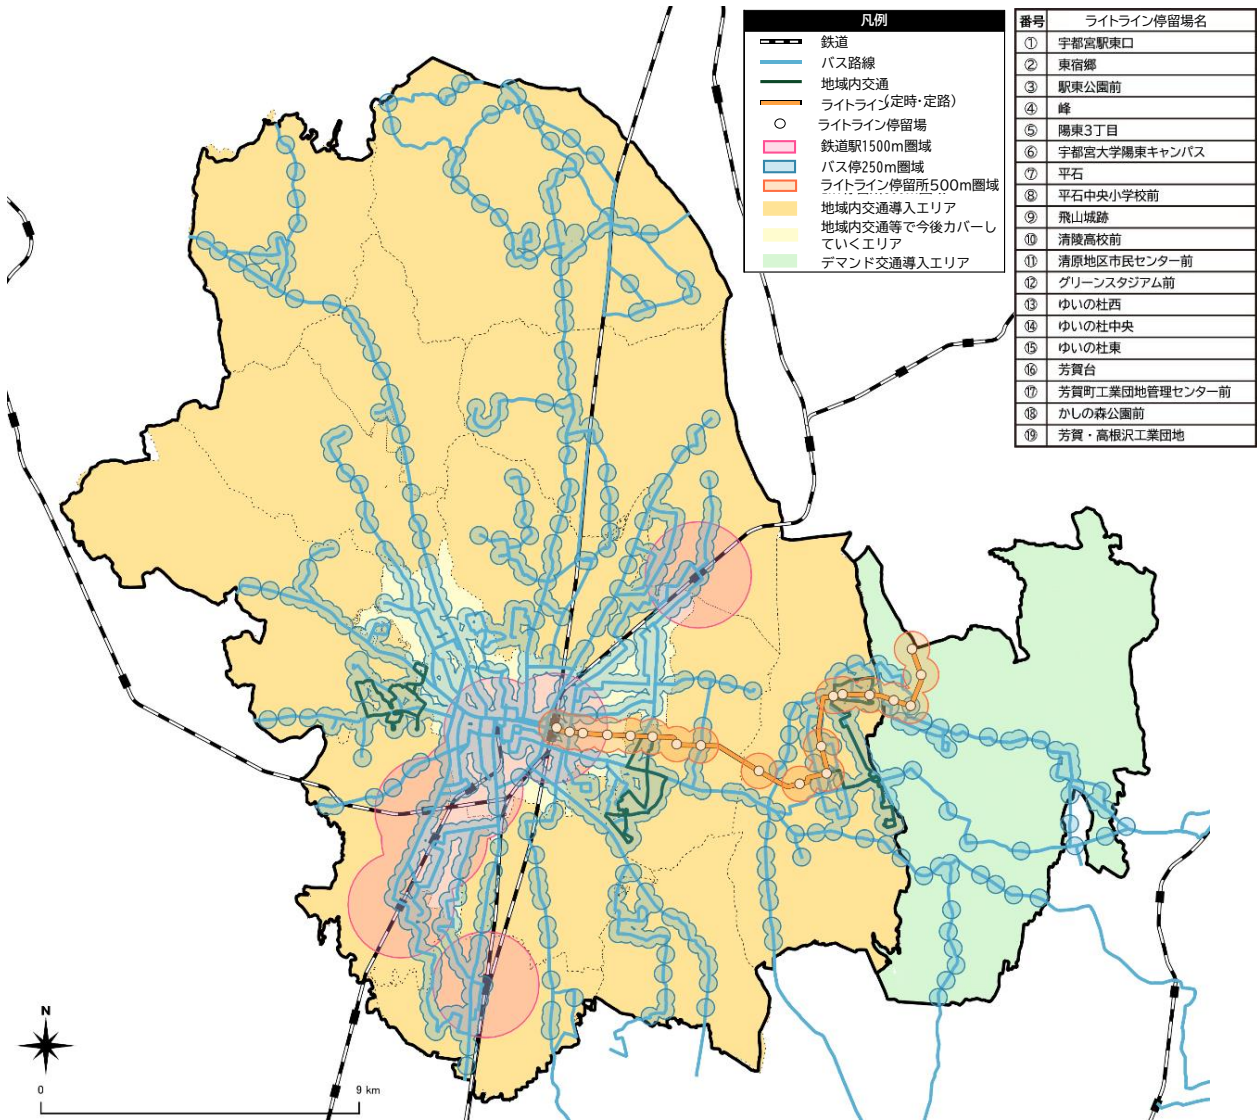 凡例
鉄道
バス路線
地域内交通
ライトライン(定時・定路)
ライトライン停留場
鉄道駅1500m圏域
バス停250m圏域
ライトライン停留所500m圏域
地域内交通導入エリア
地域内交通等で今後カバーし
ていくエリア
デマンド交通導入エリア
番号 ライトライン停留場名
① 宇都宮駅東口
② 東宿郷
③ 駅東公園前
④ 峰
⑤ 陽東3丁目
⑥ 宇都宮大学陽東キャンパス
⑦ 平石
⑧ 平石中央小学校前
⑨ 飛山城跡
⑩ 清陵高校前
⑪ 清原地区市民センター前
⑫ グリーンスタジアム前
⑬ ゆいの杜西
⑭ ゆいの杜中央
⑮ ゆいの杜東
⑯ 芳賀台
⑰ 芳賀町工業団地管理センター前
⑱ かしの森公園前
⑲ 芳賀・高根沢工業団地
N
0 9 km